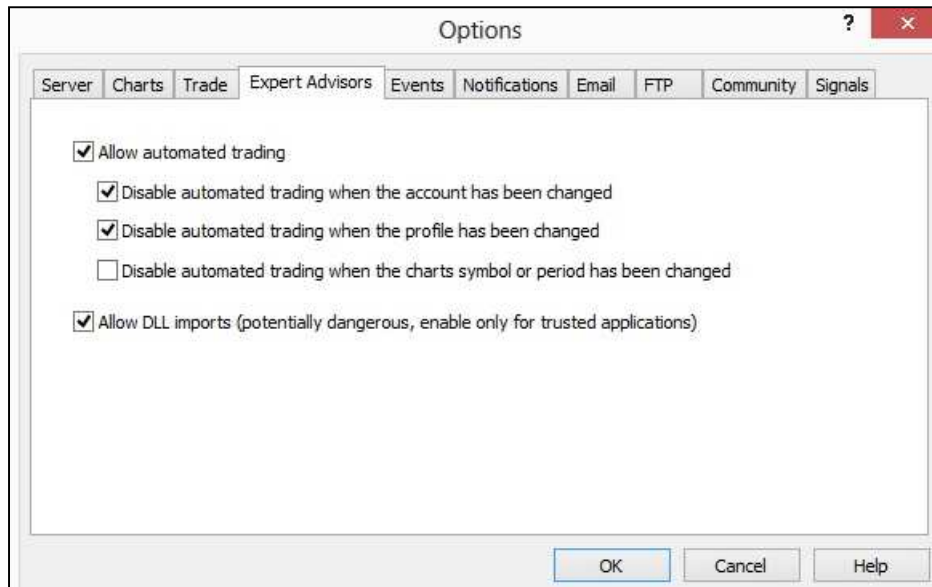 Options
?
Server Charts Trade Expert Advisors Events Notifications Email FTP Community Signals
Allow automated trading
Disable automated trading when the account has been changed
Disable automated trading when the profile has been changed
Disable automated trading when the charts symbol or period has been changed
Allow DLL imports (potentially dangerous, enable only for trusted applications)
OK Cancel Help